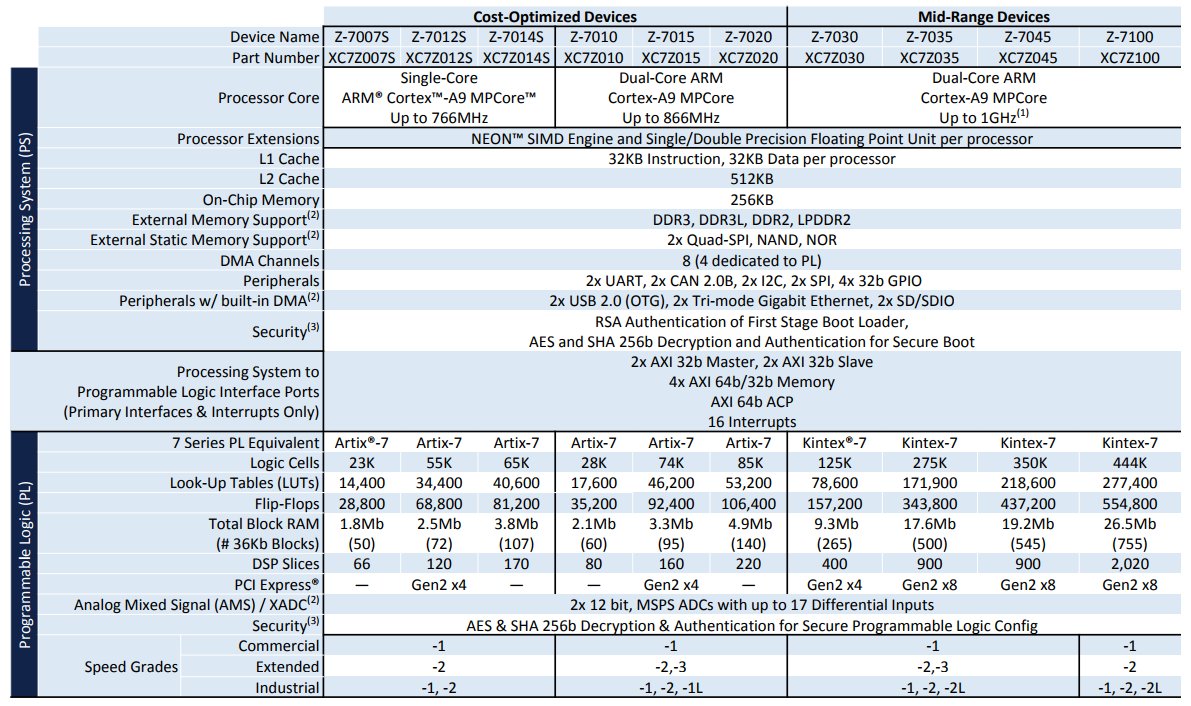 Cost-Optimized Devices Mid-Range Devices
Device Name Z-7007S Z-7012S Z-7014S Z-7010 Z-7015 Z-7020 Z-7030 Z-7035 Z-7045 Z-7100
Part Number XC7Z007S XC7Z012S XC7Z014S XC7Z010 XC7Z015 XC7Z020 XC7Z030 XC7Z035 XC7Z045 XC7Z100
Processing System (PS)
Processor Core
Single-Core
ARM® Cortex™-A9 MPCore™
Up to 766MHz
Dual-Core ARM
Cortex-A9 MPCore
Up to 866MHz
Dual-Core ARM
Cortex-A9 MPCore
Up to 1GHz(1)
Processor Extensions NEON™ SIMD Engine and Single/Double Precision Floating Point Unit per processor
L1 Cache 32KB Instruction, 32KB Data per processor
L2 Cache 512KB
On-Chip Memory 256KB
External Memory Support(2) DDR3, DDR3L, DDR2, LPDDR2
External Static Memory Support(2) 2x Quad-SPI, NAND, NOR
DMA Channels 8 (4 dedicated to PL)
Peripherals 2x UART, 2x CAN 2.0B, 2x I2C, 2x SPI, 4x 32b GPIO
Peripherals w/ built-in DMA(2) 2x USB 2.0 (OTG), 2x Tri-mode Gigabit Ethernet, 2x SD/SDIO
Security(3)
RSA Authentication of First Stage Boot Loader,
AES and SHA 256b Decryption and Authentication for Secure Boot
Processing System to
Programmable Logic Interface Ports
(Primary Interfaces & Interrupts Only)
2x AXI 32b Master, 2x AXI 32b Slave
4x AXI 64b/32b Memory
AXI 64b ACP
16 Interrupts
Programmable Logic (PL)
7 Series PL Equivalent Artix®-7 Artix-7 Artix-7 Artix-7 Artix-7 Artix-7 Kintex®-7 Kintex-7 Kintex-7 Kintex-7
Logic Cells 23K 55K 65K 28K 74K 85K 125K 275K 350K 444K
Look-Up Tables (LUTs) 14,400 34,400 40,600 17,600 46,200 53,200 78,600 171,900 218,600 277,400
Flip-Flops 28,800 68,800 81,200 35,200 92,400 106,400 157,200 343,800 437,200 554,800
Total Block RAM 1.8Mb 2.5Mb 3.8Mb 2.1Mb 3.3Mb 4.9Mb 9.3Mb 17.6Mb 19.2Mb 26.5Mb
(# 36Kb Blocks) (50) (72) (107) (60) (95) (140) (265) (500) (545) (755)
DSP Slices 66 120 170 80 160 220 400 900 900 2,020
PCI Express® — Gen2 x4 — — Gen2 x4 — Gen2 x4 Gen2 x8 Gen2 x8 Gen2 x8
Analog Mixed Signal (AMS) / XADC(2) 2x 12 bit, MSPS ADCs with up to 17 Differential Inputs
Security(3) AES & SHA 256b Decryption & Authentication for Secure Programmable Logic Config
Speed Grades
Commercial -1 -1 -1 -1
Extended -2 -2,-3 -2,-3 -2
Industrial -1, -2 -1, -2, -1L -1, -2, -2L -1, -2, -2L